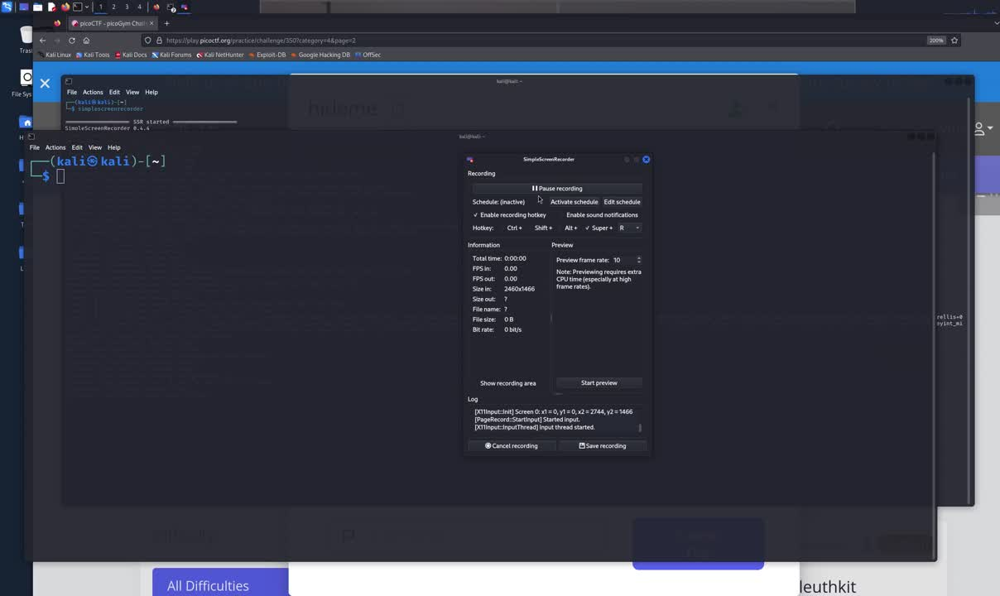 1 2 3 4
picoCTF - picoGym Chall
https://play.picoctf.org/practice/challenge/350?category=4&page=2
200%
Kali Linux Kali Tools Kali Docs Kali Forums Kali NetHunter Exploit-DB Google Hacking DB OffSec
Tras
File Sys
kali@kali: ~
File Actions Edit View Help
hideme
(kali㉿kali)-[~]
$ simplescreenrecorder
SSR started
SimpleScreenRecorder 0.4.4
kali@kali: ~
File Actions Edit View Help
(kali㉿kali)-[~]
$
SimpleScreenRecorder
Recording
Pause recording
Schedule: (inactive) Activate schedule Edit schedule
✓ Enable recording hotkey Enable sound notifications
Hotkey: Ctrl + Shift + Alt + ✓ Super + R
Information
Total time: 0:00:00
FPS in: 0.00
FPS out: 0.00
Size in: 2460x1466
Size out: ?
File name: ?
File size: 0 B
Bit rate: 0 bit/s
Show recording area
Preview
Preview frame rate: 10
Note: Previewing requires extra
CPU time (especially at high
frame rates).
Start preview
rellis=0
eyint_mi
Log
[X11Input::Init] Screen 0: x1 = 0, y1 = 0, x2 = 2744, y2 = 1466
[PageRecord::StartInput] Started input.
[X11Input::InputThread] Input thread started.
Cancel recording Save recording
All Difficulties
leuthkit